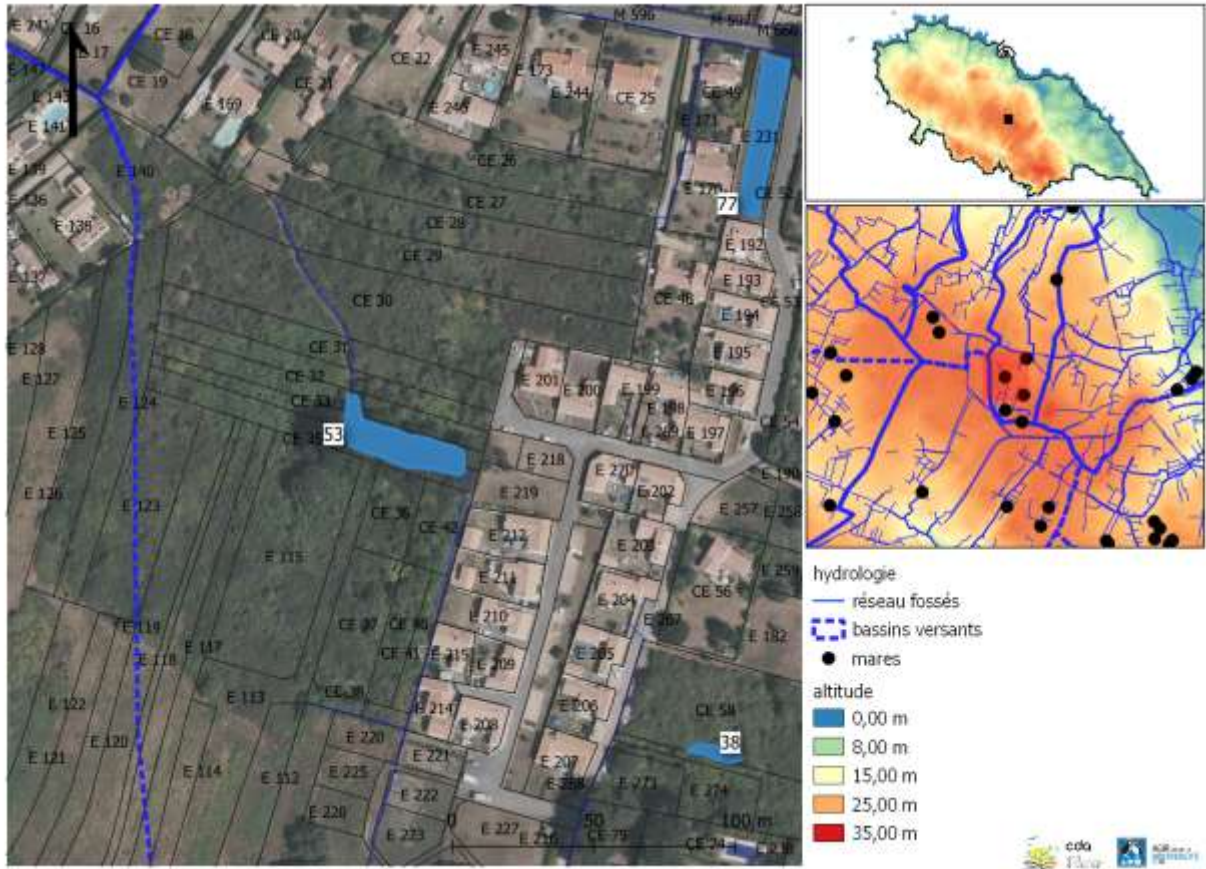 E 241
CE 16
CE 18
CE 20
CE 22
E 245
E 173
M 596
17
CE 19
CE 21
E 246
E 244
CE 25
CE 49
E 169
E 171
E 231
E 141
E 139
E 140
CE 26
E 170
CE 52
E 136
CE 27
77
E 138
CE 28
E 192
E 137
CE 29
CE 48
E 193
CE 53
CE 30
E 194
E 128
CE 31
E 195
E 127
CE 32
E 201
E 200
E 199
E 196
E 124
CE 33
E 198
E 197
CE 54
E 125
CE 35
53
E 269
E 218
E 220
E 190
E 126
E 219
E 202
E 257
E 258
E 123
CE 36
CE 42
E 212
E 203
E 115
E 211
E 259
CE 56
E 204
E 119
E 210
E 267
E 182
CE 37
CE 40
E 118
E 117
CE 41
E 215
E 209
E 205
E 122
E 113
CE 38
E 214
E 208
E 206
CE 58
E 120
E 220
38
E 121
E 114
E 112
E 225
E 221
E 207
E 268
E 273
E 274
E 222
E 223
0
50
100 m
E 227
E 216
CE 79
CE 74
hydrologie
réseau fossés
bassins versants
mares
altitude
0,00 m
8,00 m
15,00 m
25,00 m
35,00 m
cda